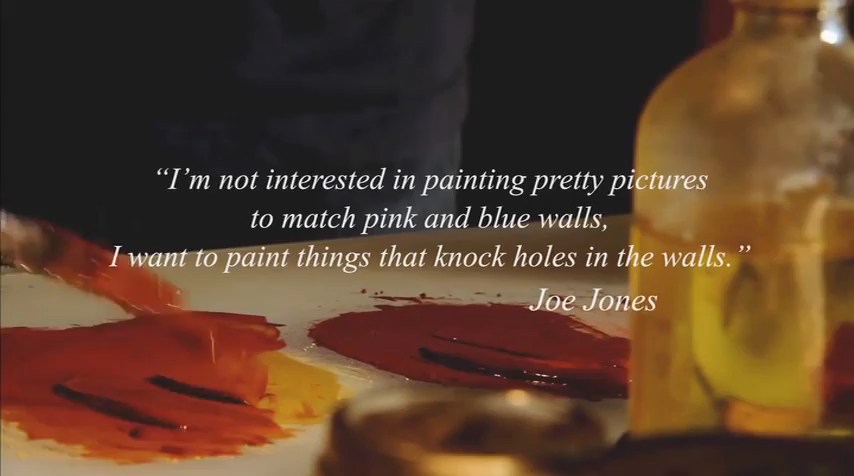 “I’m not interested in painting pretty pictures
to match pink and blue walls,
I want to paint things that knock holes in the walls.”
Joe Jones